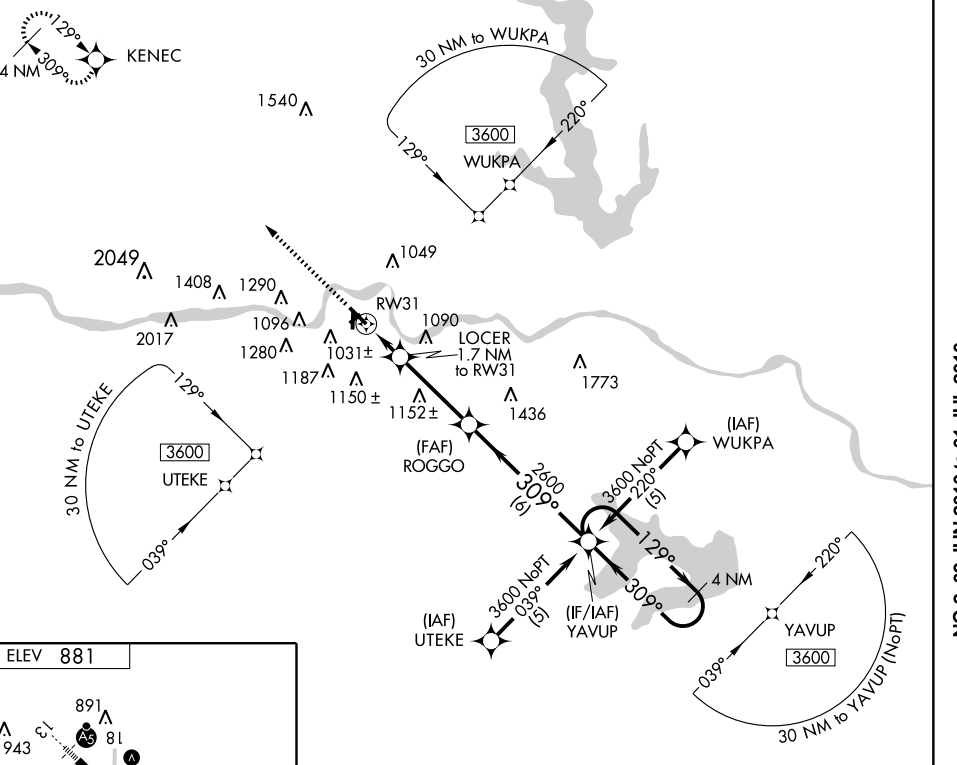 129°
309°
4 NM
KENEC
1540
30 NM to WUKPA
3600
WUKPA
129°
220°
2049
1408
1290
1049
RW31
1096
2017
1280
1031±
1090
LOCER
1.7 NM
to RW31
1187
1150 ±
1152 ±
1436
1773
30 NM to UTEKE
129°
3600
UTEKE
039°
(FAF)
ROGGO
(IAF)
WUKPA
2600
309°
(6)
3600 NoPT
220°
(5)
129°
309°
4 NM
3600 NoPT
039°
(5)
(IAF)
UTEKE
(IF/IAF)
YAVUP
220°
YAVUP
3600
039°
30 NM to YAVUP (NoPT)
ELEV 881
891
943
13
A5
18